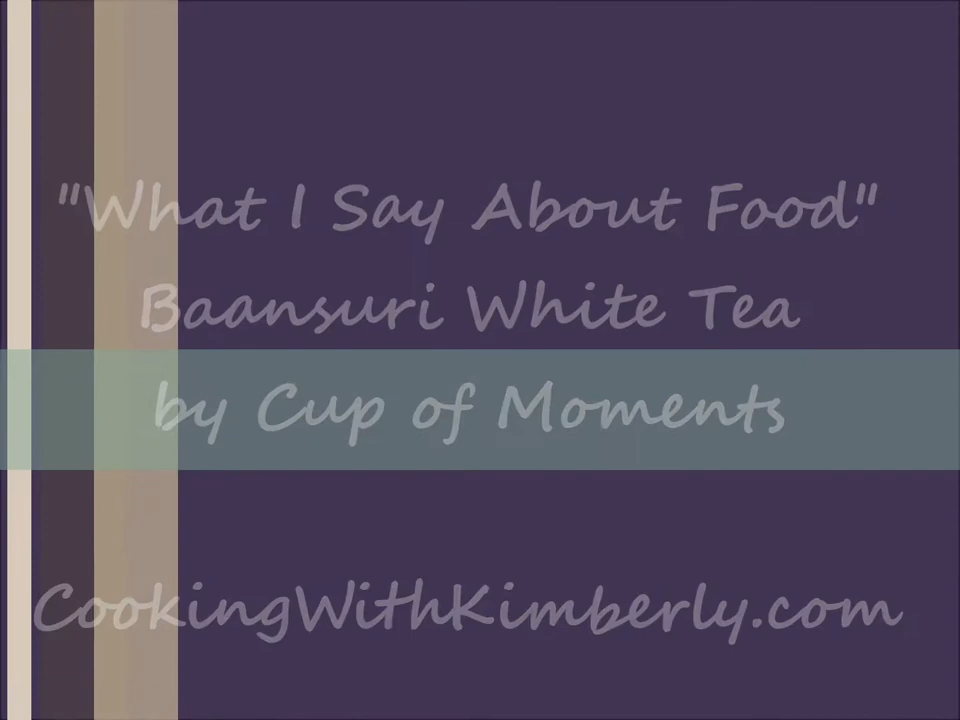 "What I Say About Food"
Baansuri White Tea
by Cup of Moments
CookingWithKimberly.com